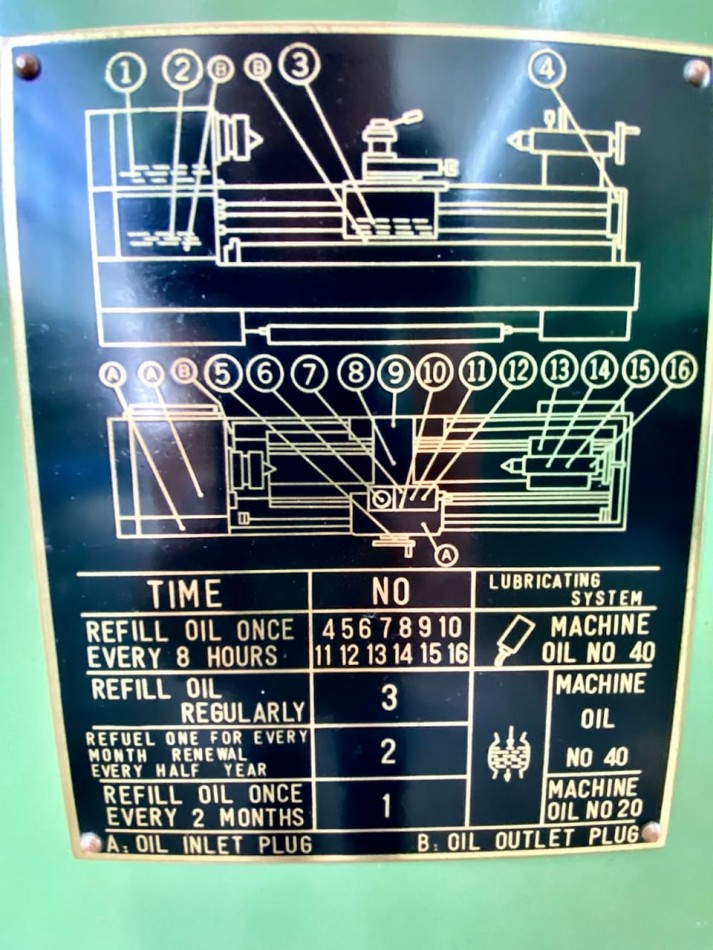 ① ② Ⓑ Ⓑ ③ ④
Ⓐ Ⓐ Ⓑ ⑤ ⑥ ⑦ ⑧ ⑨ ⑩ ⑪ ⑫ ⑬ ⑭ ⑮ ⑯
Ⓐ
TIME
NO
LUBRICATING
SYSTEM
REFILL OIL ONCE
EVERY 8 HOURS
4 5 6 7 8 9 10
11 12 13 14 15 16
MACHINE
OIL NO 40
REFILL OIL
REGULARLY
3
MACHINE
OIL
NO 40
REFUEL ONE FOR EVERY
MONTH RENEWAL
EVERY HALF YEAR
2
REFILL OIL ONCE
EVERY 2 MONTHS
1
MACHINE
OIL NO 20
A: OIL INLET PLUG
B: OIL OUTLET PLUG